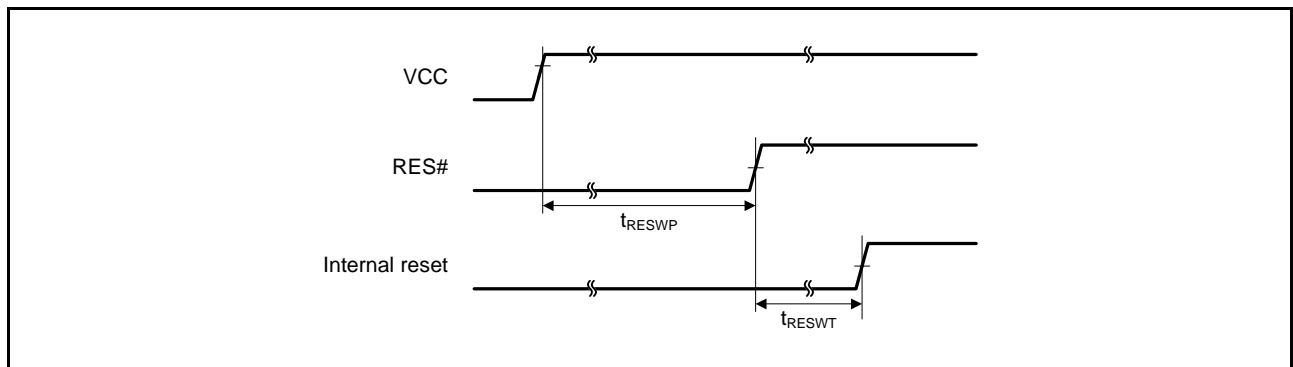 VCC
RES#
tRESWP
Internal reset
tRESWT